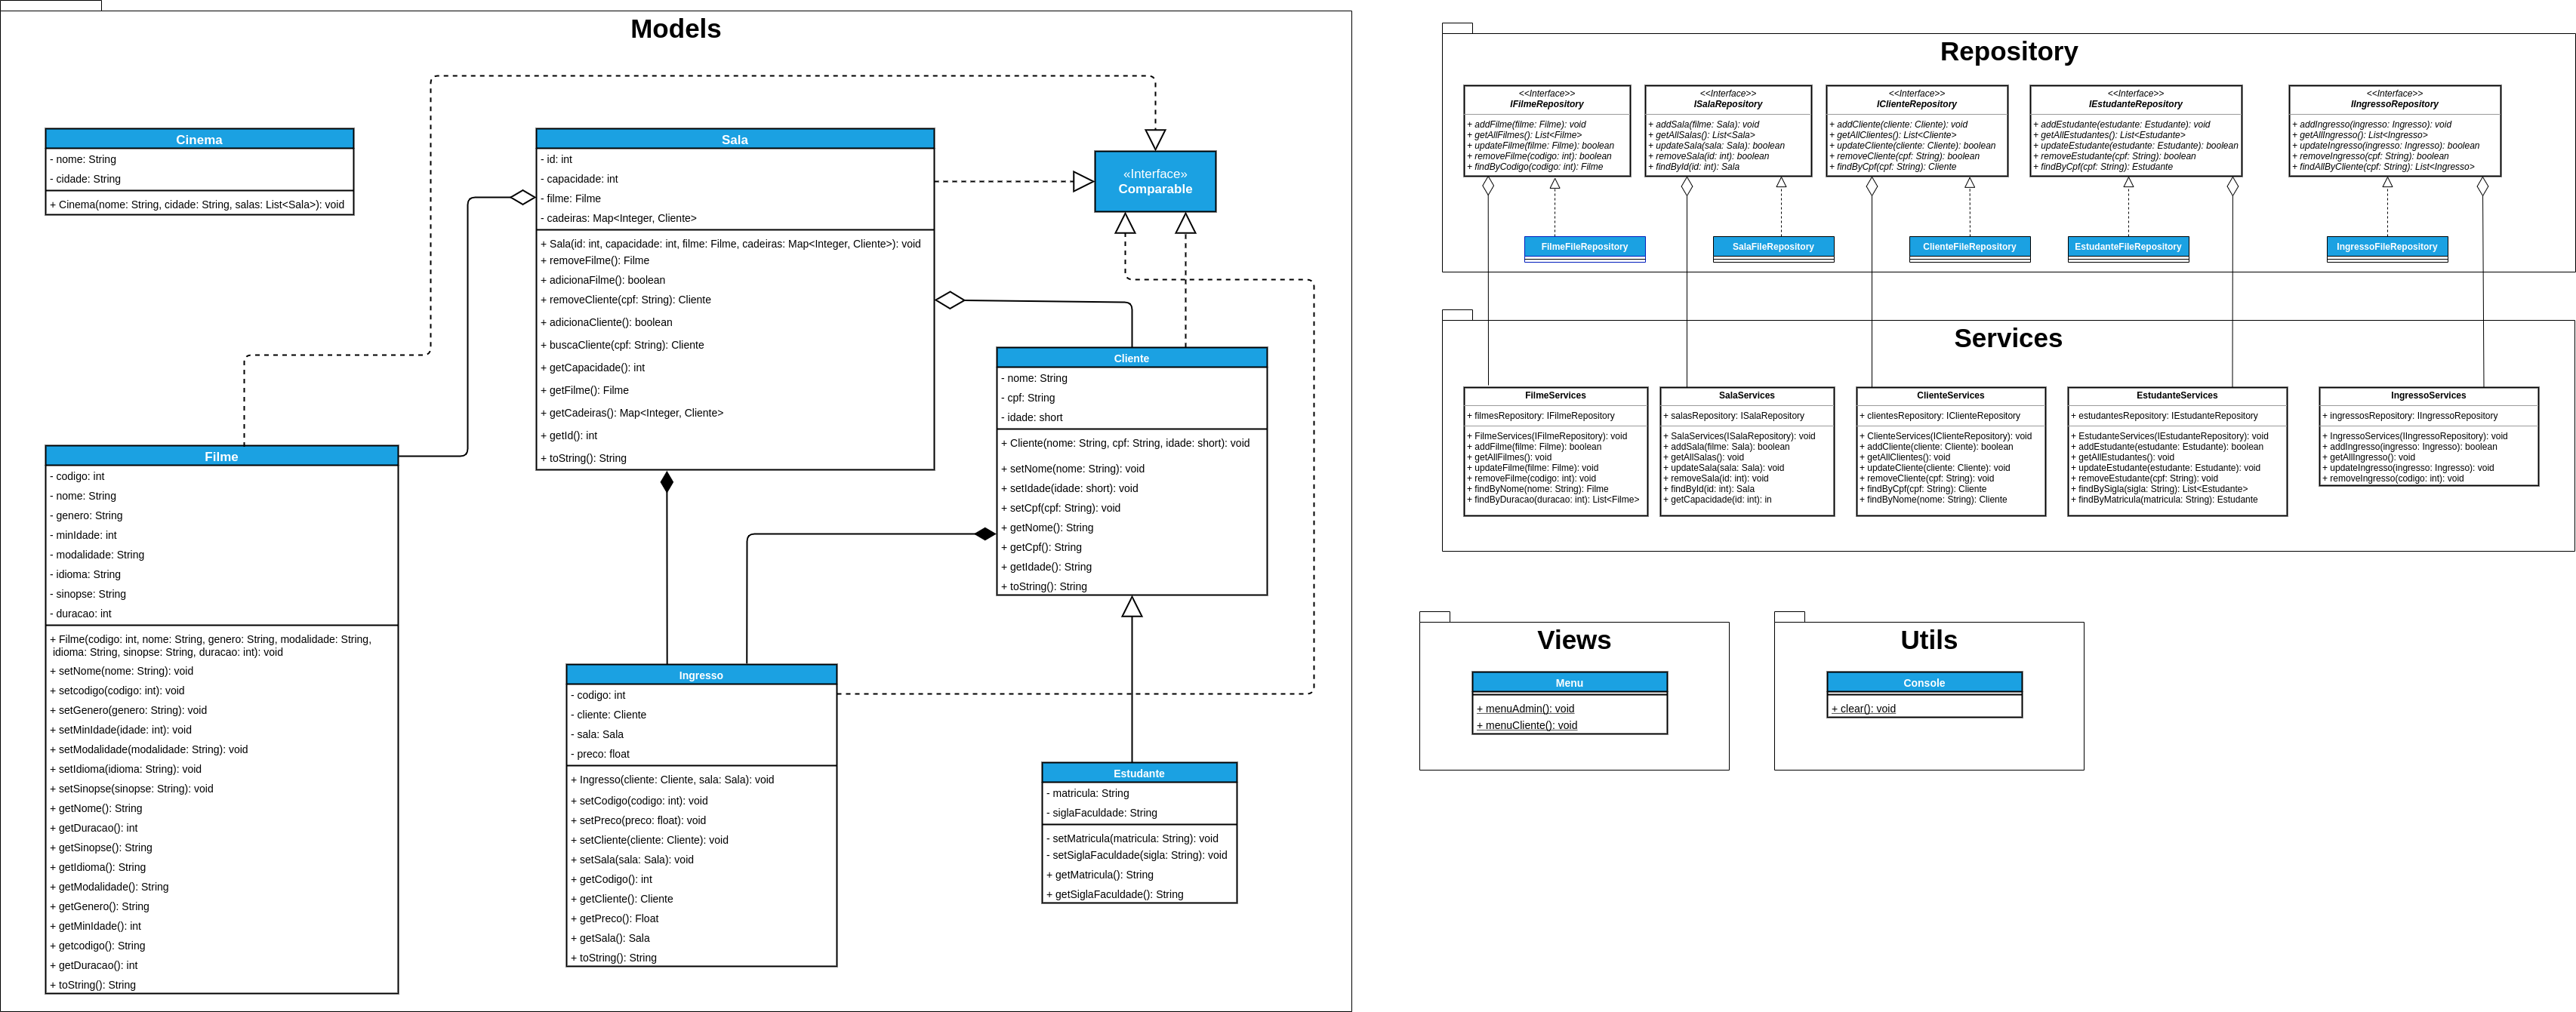 Models
Cinema
- nome: String
- cidade: String
+ Cinema(nome: String, cidade: String, salas: List<Sala>): void
Sala
- id: int
- capacidade: int
- filme: Filme
- cadeiras: Map<Integer, Cliente>
+ Sala(id: int, capacidade: int, filme: Filme, cadeiras: Map<Integer, Cliente>): void
+ removeFilme(): Filme
+ adicionaFilme(): boolean
+ removeCliente(cpf: String): Cliente
+ adicionaCliente(): boolean
+ buscaCliente(cpf: String): Cliente
+ getCapacidade(): int
+ getFilme(): Filme
+ getCadeiras(): Map<Integer, Cliente>
+ getId(): int
+ toString(): String
«Interface»
Comparable
Cliente
- nome: String
- cpf: String
- idade: short
+ Cliente(nome: String, cpf: String, idade: short): void
+ setNome(nome: String): void
+ setIdade(idade: short): void
+ setCpf(cpf: String): void
+ getNome(): String
+ getCpf(): String
+ getIdade(): String
+ toString(): String
Filme
- codigo: int
- nome: String
- genero: String
- minIdade: int
- modalidade: String
- idioma: String
- sinopse: String
- duracao: int
+ Filme(codigo: int, nome: String, genero: String, modalidade: String,
idioma: String, sinopse: String, duracao: int): void
+ setNome(nome: String): void
+ setcodigo(codigo: int): void
+ setGenero(genero: String): void
+ setMinIdade(idade: int): void
+ setModalidade(modalidade: String): void
+ setIdioma(idioma: String): void
+ setSinopse(sinopse: String): void
+ getNome(): String
+ getDuracao(): int
+ getSinopse(): String
+ getIdioma(): String
+ getModalidade(): String
+ getGenero(): String
+ getMinIdade(): int
+ getcodigo(): String
+ getDuracao(): int
+ toString(): String
Ingresso
- codigo: int
- cliente: Cliente
- sala: Sala
- preco: float
+ Ingresso(cliente: Cliente, sala: Sala): void
+ setCodigo(codigo: int): void
+ setPreco(preco: float): void
+ setCliente(cliente: Cliente): void
+ setSala(sala: Sala): void
+ getCodigo(): int
+ getCliente(): Cliente
+ getPreco(): Float
+ getSala(): Sala
+ toString(): String
Estudante
- matricula: String
- siglaFaculdade: String
- setMatricula(matricula: String): void
- setSiglaFaculdade(sigla: String): void
+ getMatricula(): String
+ getSiglaFaculdade(): String
Repository
<<Interface>>
IFilmeRepository
+ addFilme(filme: Filme): void
+ getAllFilmes(): List<Filme>
+ updateFilme(filme: Filme): boolean
+ removeFilme(codigo: int): boolean
+ findByCodigo(codigo: int): Filme
<<Interface>>
ISalaRepository
+ addSala(filme: Sala): void
+ getAllSalas(): List<Sala>
+ updateSala(sala: Sala): boolean
+ removeSala(id: int): boolean
+ findById(id: int): Sala
<<Interface>>
IClienteRepository
+ addCliente(cliente: Cliente): void
+ getAllClientes(): List<Cliente>
+ updateCliente(cliente: Cliente): boolean
+ removeCliente(cpf: String): boolean
+ findByCpf(cpf: String): Cliente
<<Interface>>
IEstudanteRepository
+ addEstudante(estudante: Estudante): void
+ getAllEstudantes(): List<Estudante>
+ updateEstudante(estudante: Estudante): boolean
+ removeEstudante(cpf: String): boolean
+ findByCpf(cpf: String): Estudante
<<Interface>>
IIngressoRepository
+ addIngresso(ingresso: Ingresso): void
+ getAllIngresso(): List<Ingresso>
+ updateIngresso(ingresso: Ingresso): boolean
+ removeIngresso(cpf: String): boolean
+ findAllByCliente(cpf: String): List<Ingresso>
FilmeFileRepository
SalaFileRepository
ClienteFileRepository
EstudanteFileRepository
IngressoFileRepository
Services
FilmeServices
+ filmesRepository: IFilmeRepository
+ FilmeServices(IFilmeRepository): void
+ addFilme(filme: Filme): boolean
+ getAllFilmes(): void
+ updateFilme(filme: Filme): void
+ removeFilme(codigo: int): void
+ findByNome(nome: String): Filme
+ findByDuracao(duracao: int): List<Filme>
SalaServices
+ salasRepository: ISalaRepository
+ SalaServices(ISalaRepository): void
+ addSala(filme: Sala): boolean
+ getAllSalas(): void
+ updateSala(sala: Sala): void
+ removeSala(id: int): void
+ findById(id: int): Sala
+ getCapacidade(id: int): in
ClienteServices
+ clientesRepository: IClienteRepository
+ ClienteServices(IClienteRepository): void
+ addCliente(cliente: Cliente): boolean
+ getAllClientes(): void
+ updateCliente(cliente: Cliente): void
+ removeCliente(cpf: String): void
+ findByCpf(cpf: String): Cliente
+ findByNome(nome: String): Cliente
EstudanteServices
+ estudantesRepository: IEstudanteRepository
+ EstudanteServices(IEstudanteRepository): void
+ addEstudante(estudante: Estudante): boolean
+ getAllEstudantes(): void
+ updateEstudante(estudante: Estudante): void
+ removeEstudante(cpf: String): void
+ findBySigla(sigla: String): List<Estudante>
+ findByMatricula(matricula: String): Estudante
IngressoServices
+ ingressosRepository: IIngressoRepository
+ IngressoServices(IIngressoRepository): void
+ addIngresso(ingresso: Ingresso): boolean
+ getAllIngresso(): void
+ updateIngresso(ingresso: Ingresso): void
+ removeIngresso(codigo: int): void
Views
Menu
+ menuAdmin(): void
+ menuCliente(): void
Utils
Console
+ clear(): void